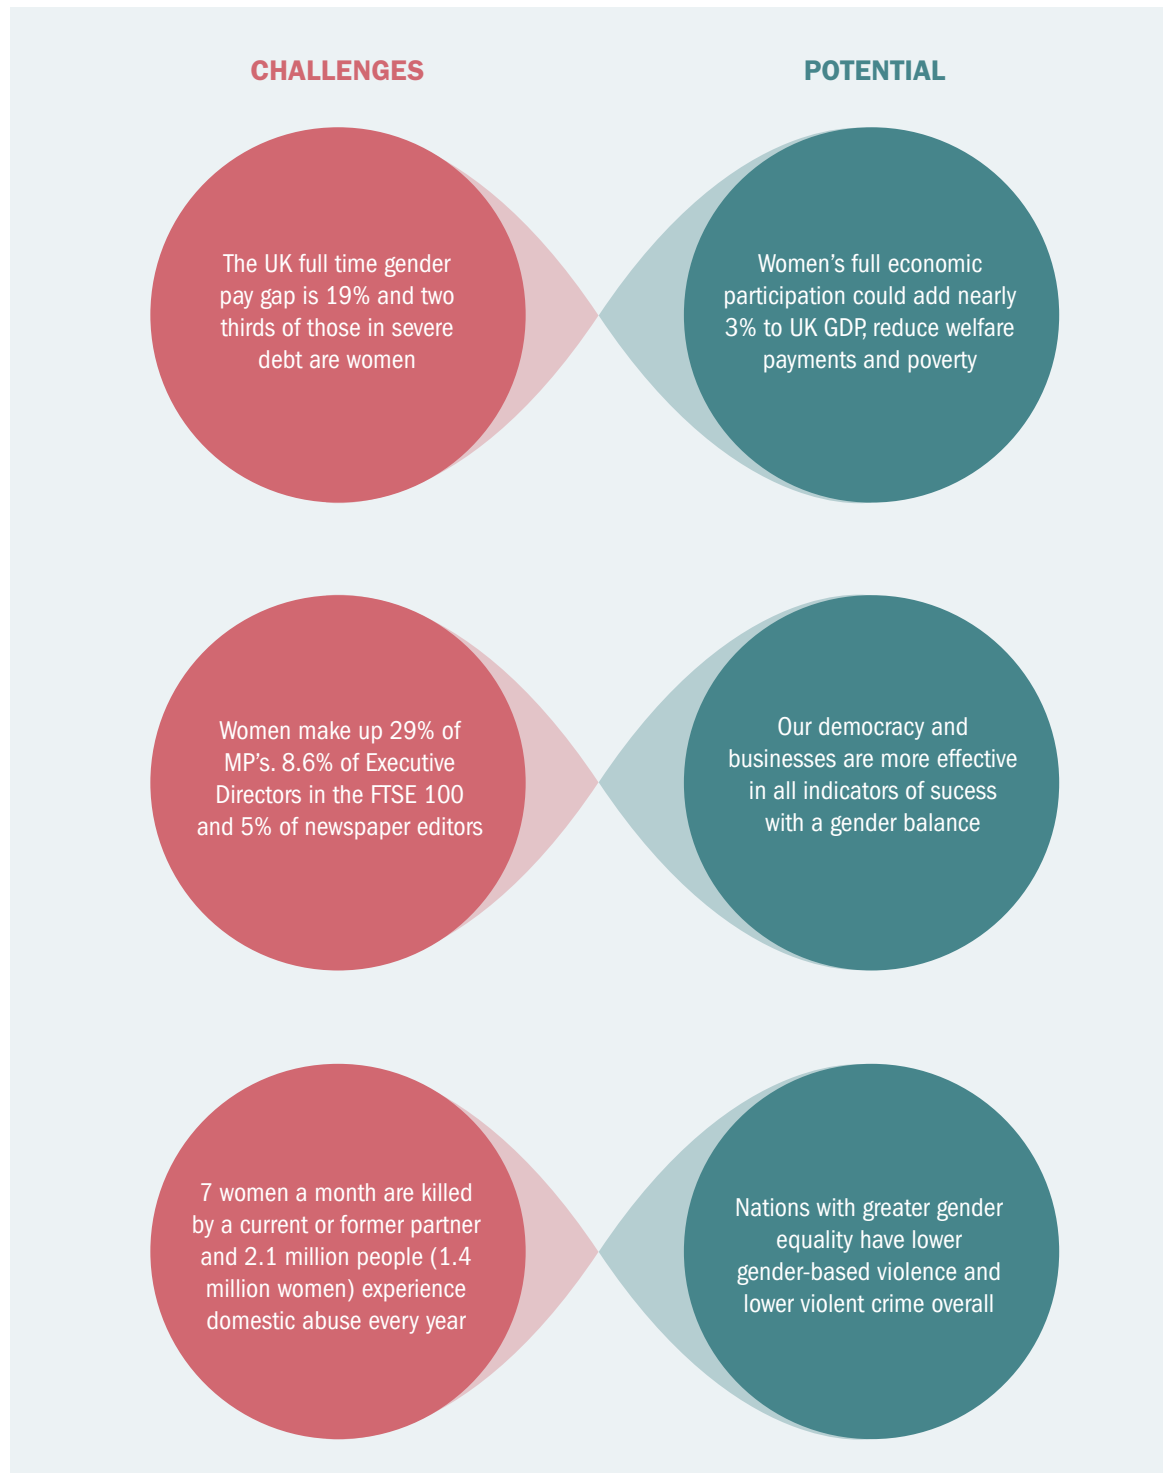 CHALLENGES
POTENTIAL
The UK full time gender
pay gap is 19% and two
thirds of those in severe
debt are women
Women’s full economic
participation could add nearly
3% to UK GDP, reduce welfare
payments and poverty
Women make up 29% of
MP’s. 8.6% of Executive
Directors in the FTSE 100
and 5% of newspaper editors
Our democracy and
businesses are more effective
in all indicators of sucess
with a gender balance
7 women a month are killed
by a current or former partner
and 2.1 million people (1.4
million women) experience
domestic abuse every year
Nations with greater gender
equality have lower
gender-based violence and
lower violent crime overall